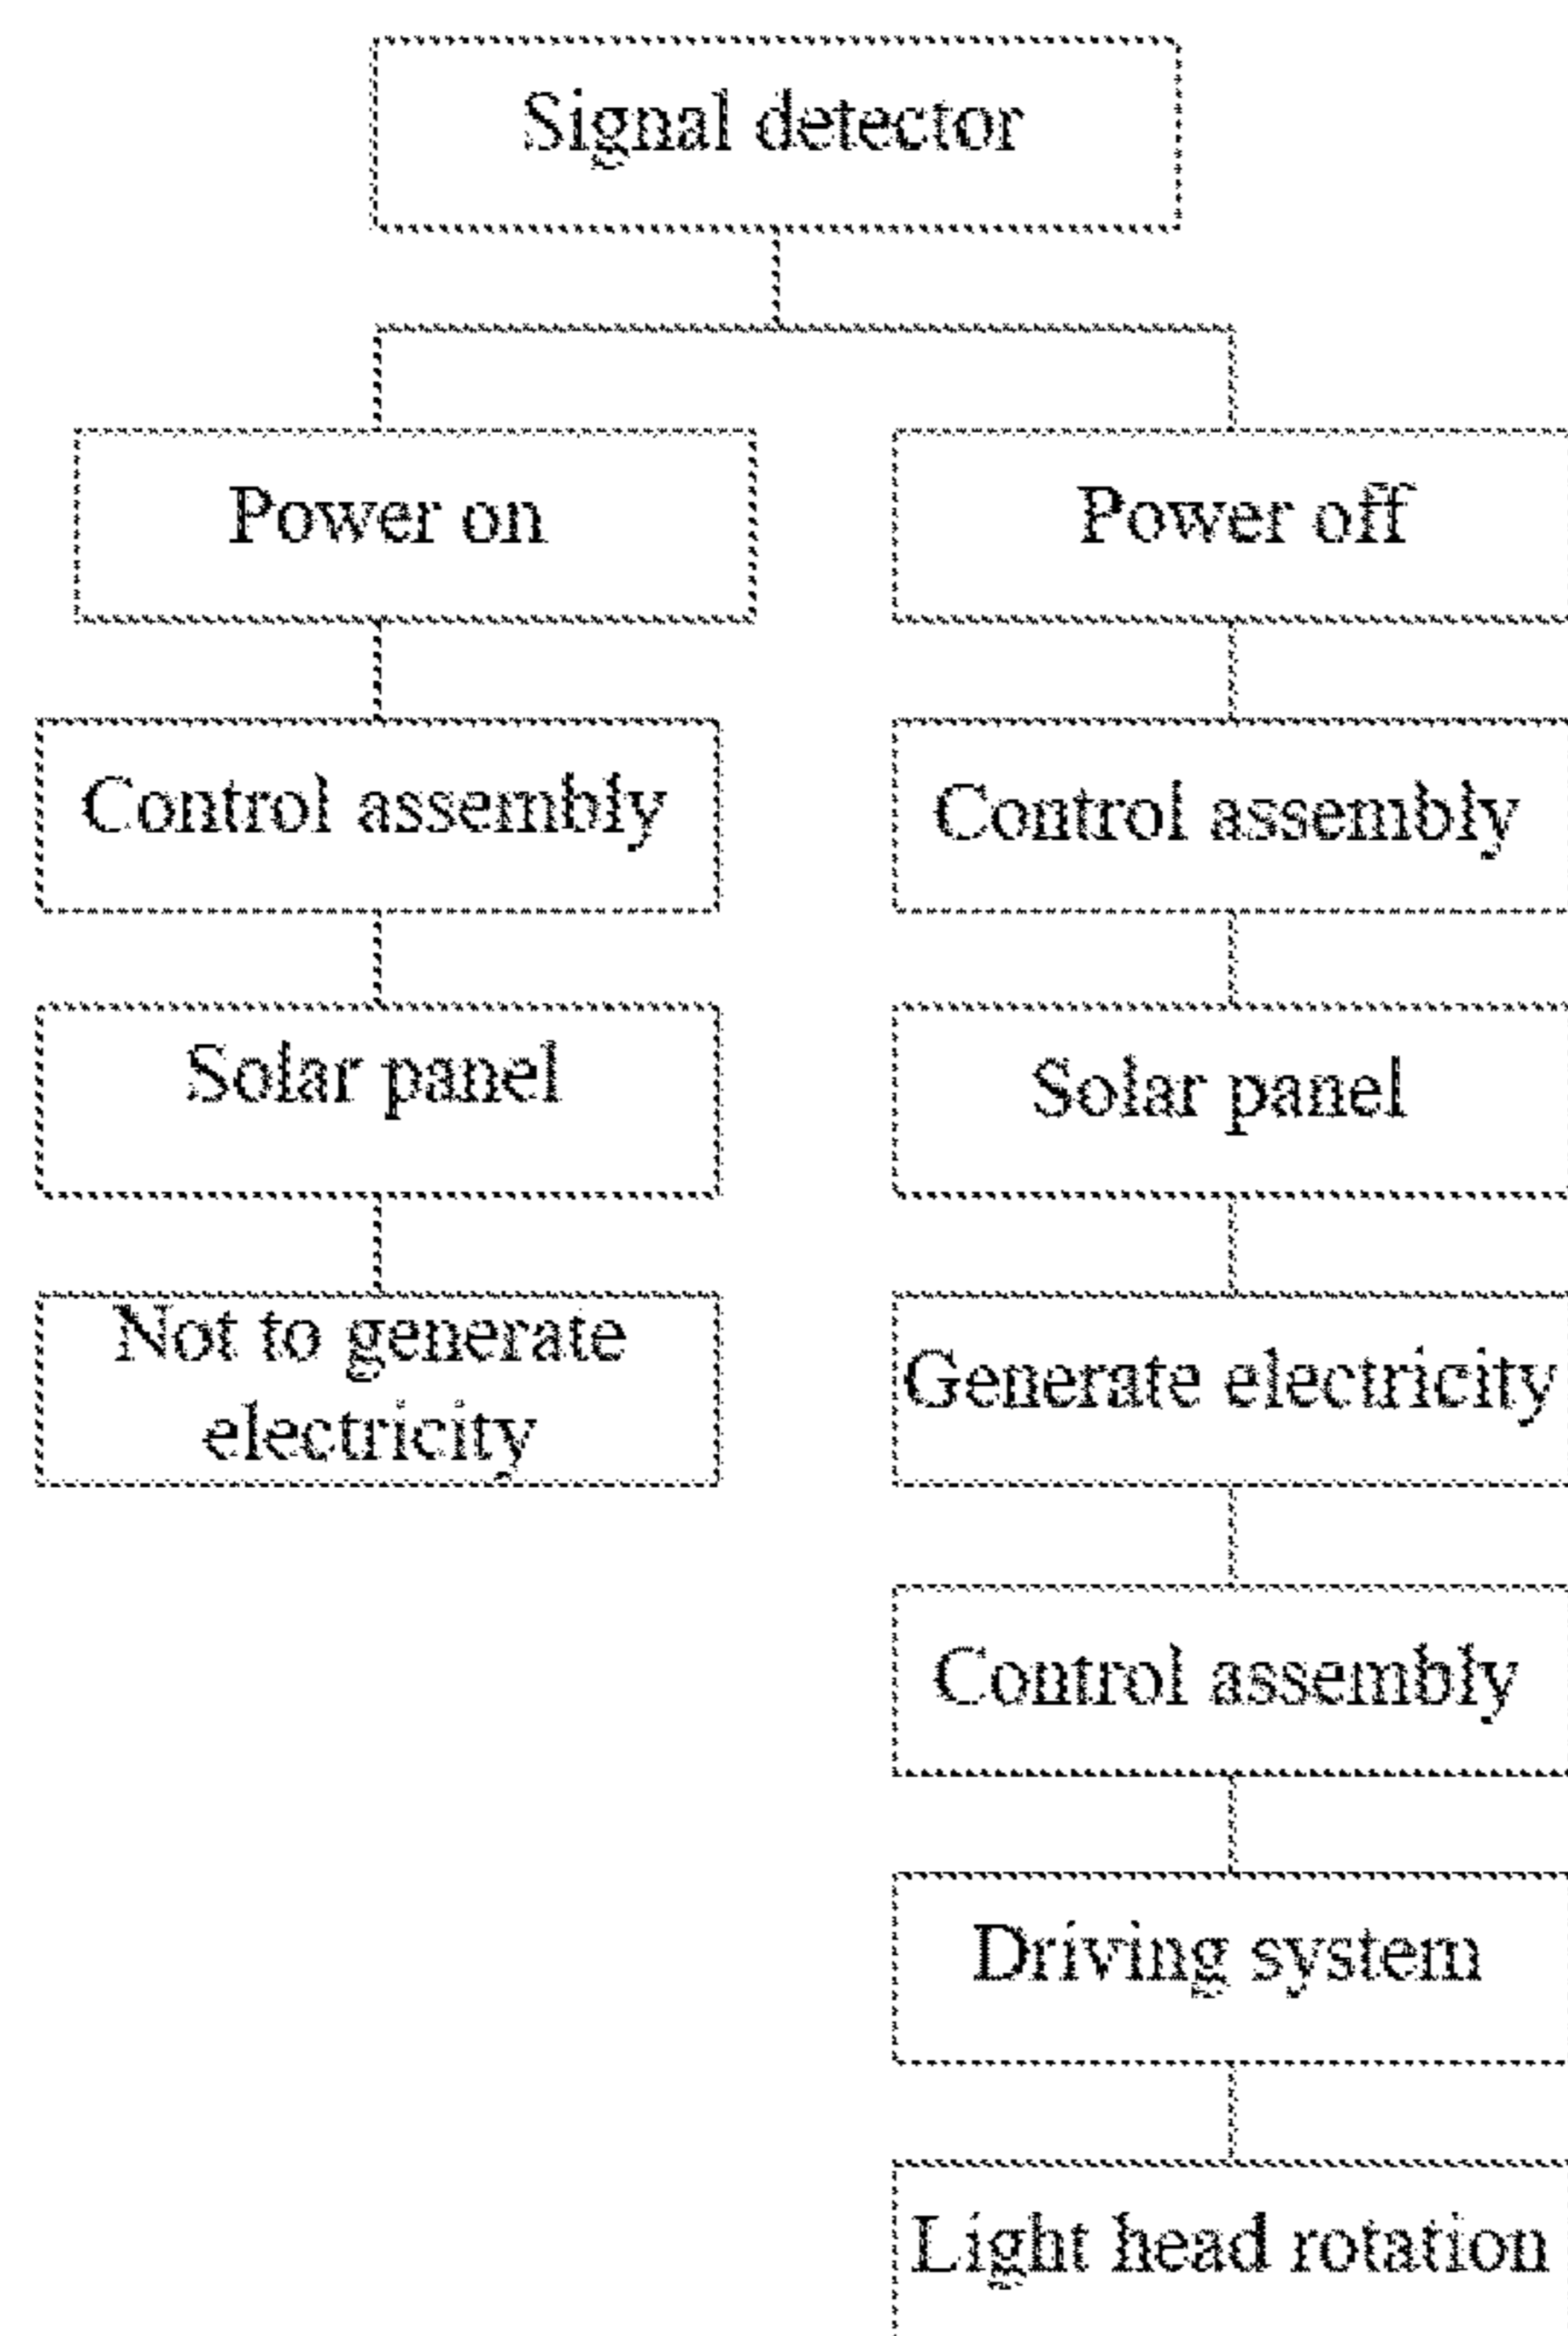 Signal detector
Power on
Power off
Control assembly
Control assembly
Solar panel
Solar panel
Not to generate
electricity
Generate electricity
Control assembly
Driving system
Light head rotation